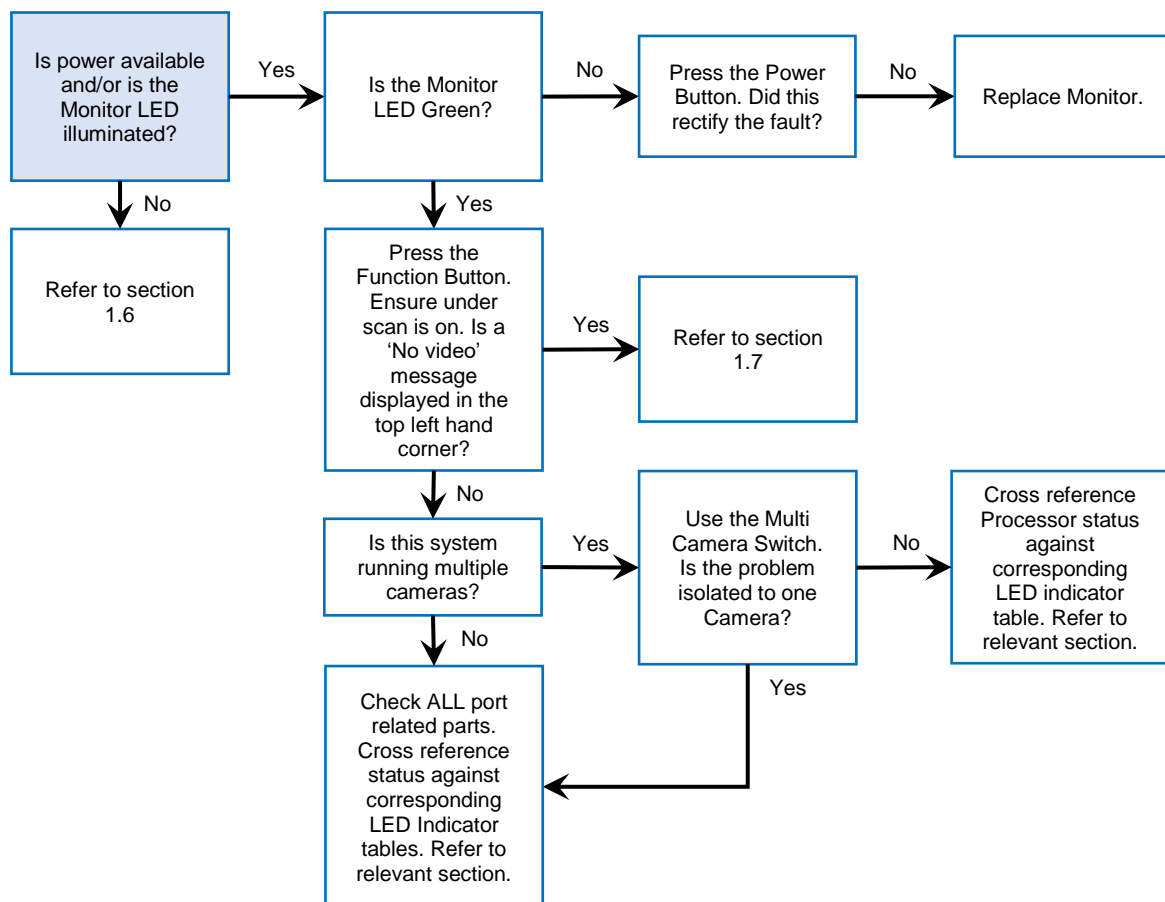 Is power available
and/or is the
Monitor LED
illuminated?
Yes
Is the Monitor
LED Green?
No
Press the Power
Button. Did this
rectify the fault?
No
Replace Monitor.
No
Yes
Refer to section
1.6
Press the
Function Button.
Ensure under
scan is on. Is a
‘No video’
message
displayed in the
top left hand
corner?
Yes
Refer to section
1.7
No
Is this system
running multiple
cameras?
Yes
Use the Multi
Camera Switch.
Is the problem
isolated to one
Camera?
No
Cross reference
Processor status
against
corresponding
LED indicator
table. Refer to
relevant section.
No
Yes
Check ALL port
related parts.
Cross reference
status against
corresponding
LED Indicator
tables. Refer to
relevant section.